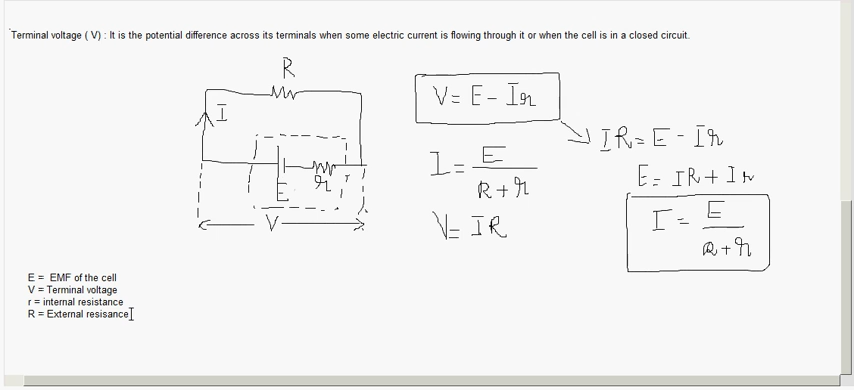 Terminal voltage ( V) : It is the potential difference across its terminals when some electric current is flowing through it or when the cell is in a closed circuit.
R
I
E
r
V
V = E - Ir
I = E / R + r
V = IR
IR = E - Ir
E = IR + Ir
I = E / R + r
E = EMF of the cell
V = Terminal voltage
r = internal resistance
R = External resisance